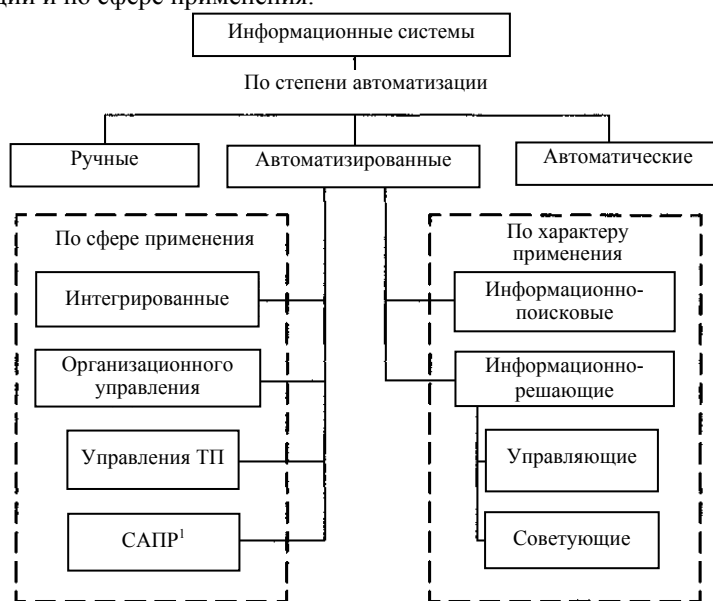 ции и по сфере применения.
Информационные системы
По степени автоматизации
Ручные
Автоматизированные
Автоматические
По сфере применения
Интегрированные
Организационного
управления
Управления ТП
САПР¹
По характеру
применения
Информационно-
поисковые
Информационно-
решающие
Управляющие
Советующие